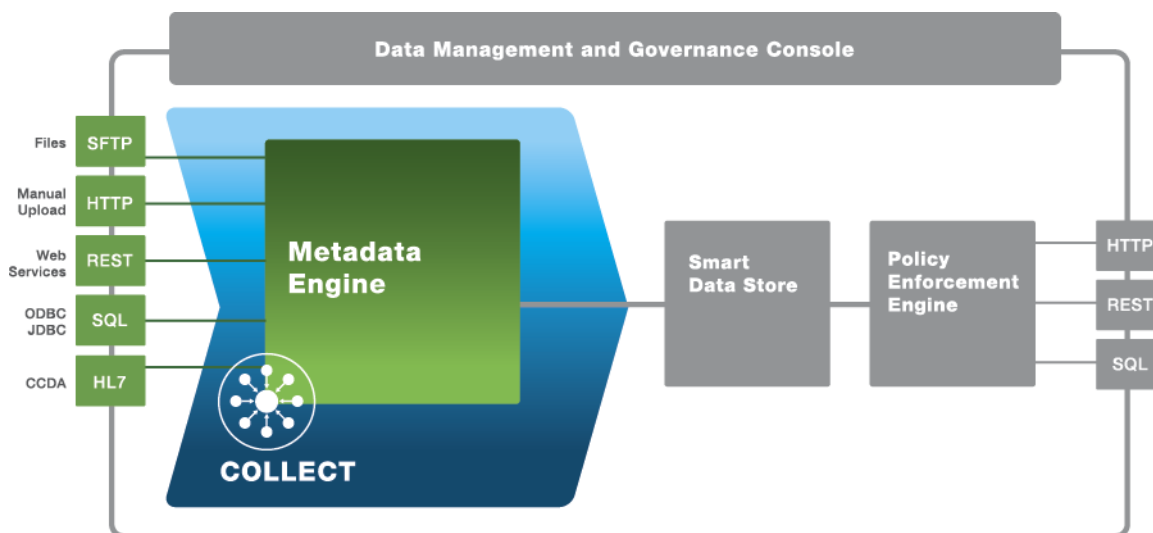 Data Management and Governance Console
Files
SFTP
Manual
Upload
HTTP
Web
Services
REST
ODBC
JDBC
SQL
CCDA
HL7
Metadata
Engine
COLLECT
Smart
Data Store
Policy
Enforcement
Engine
HTTP
REST
SQL